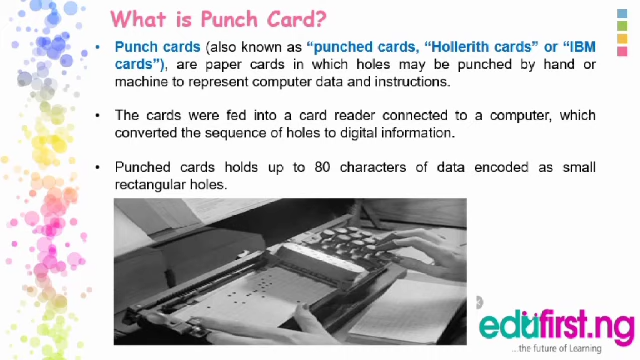 What is Punch Card?
• Punch cards (also known as “punched cards, “Hollerith cards” or “IBM
cards”), are paper cards in which holes may be punched by hand or
machine to represent computer data and instructions.
• The cards were fed into a card reader connected to a computer, which
converted the sequence of holes to digital information.
• Punched cards holds up to 80 characters of data encoded as small
rectangular holes.
edufirst.ng
...the future of Learning